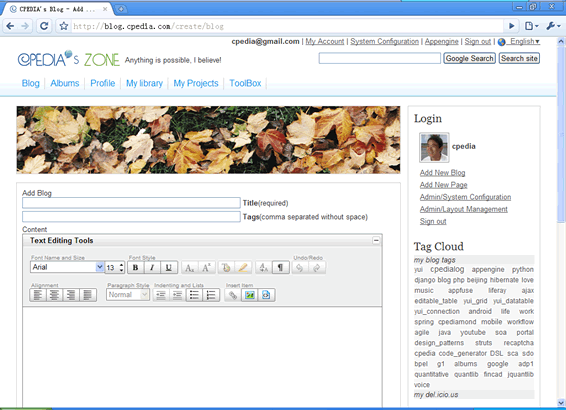 CPEDIA's Blog – Add ...
http://blog.cpedia.com/create/blog
cpedia@gmail.com | My Account | System Configuration | Appengine | Sign out | English
CPEDIA's ZONE Anything is possible, I believe!
Google Search Search site
Blog Albums Profile My library My Projects ToolBox
Login
cpedia
Add New Blog
Add New Page
Admin/System Configuration
Admin/Layout Management
Sign out
Add Blog
Title(required)
Tags(comma separated without space)
Content
Text Editing Tools
Font Name and Size Font Style Undo/Redo
Arial 13 B I U
Alignment Paragraph Style Indenting and Lists Insert Item
Normal
Tag Cloud
my blog tags
yui cpedialog appengine python
django blog php beijing hibernate love
music appfuse liferay ajax
editable_table yui_grid yui_datatable
yui_connection android life work
spring cpediamond mobile workflow
agile java youtube soa portal
design_patterns struts recaptcha
cpedia code_generator DSL sca sdo
bpel g1 albums google adp1
quantitative quantlib fincad jquantlib
voice
my del.icio.us